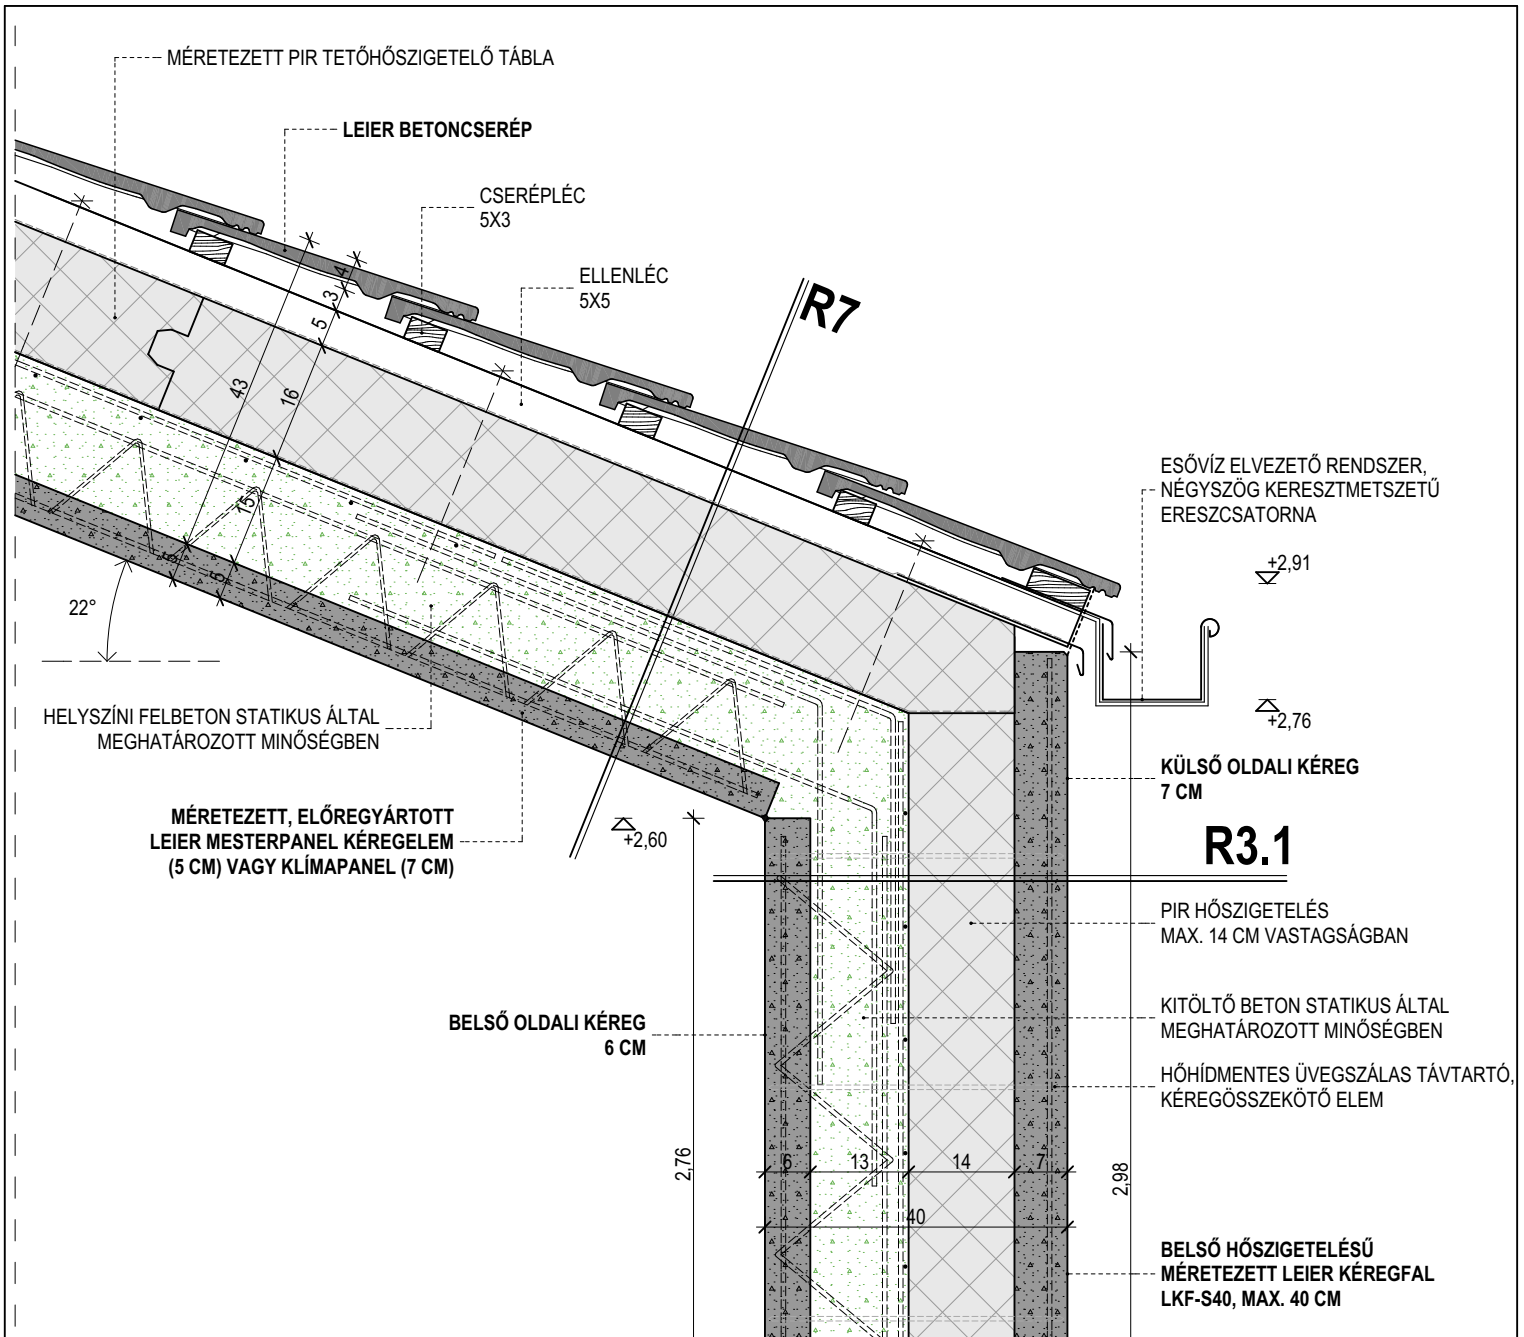 MÉRETEZETT PIR TETŐHŐSZIGETELŐ TÁBLA
LEIER BETONCSERÉP
CSERÉPLÉC
5X3
ELLENLÉC
5X5
R7
4
3
5
43
16
15
5
5
22°
ESŐVÍZ ELVEZETŐ RENDSZER,
NÉGYSZÖG KERESZTMETSZETŰ
ERESZCSATORNA
+2,91
+2,76
HELYSZÍNI FELBETON STATIKUS ÁLTAL
MEGHATÁROZOTT MINŐSÉGBEN
MÉRETEZETT, ELŐREGYÁRTOTT
LEIER MESTERPANEL KÉREGELEM
(5 CM) VAGY KLÍMAPANEL (7 CM)
+2,60
KÜLSŐ OLDALI KÉREG
7 CM
R3.1
PIR HŐSZIGETELÉS
MAX. 14 CM VASTAGSÁGBAN
KITÖLTŐ BETON STATIKUS ÁLTAL
MEGHATÁROZOTT MINŐSÉGBEN
BELSŐ OLDALI KÉREG
6 CM
HŐHÍDMENTES ÜVEGSZÁLAS TÁVTARTÓ,
KÉREGÖSSZEKÖTŐ ELEM
2,76
6 13 14 7
2,98
40
BELSŐ HŐSZIGETELÉSŰ
MÉRETEZETT LEIER KÉREGFAL
LKF-S40, MAX. 40 CM